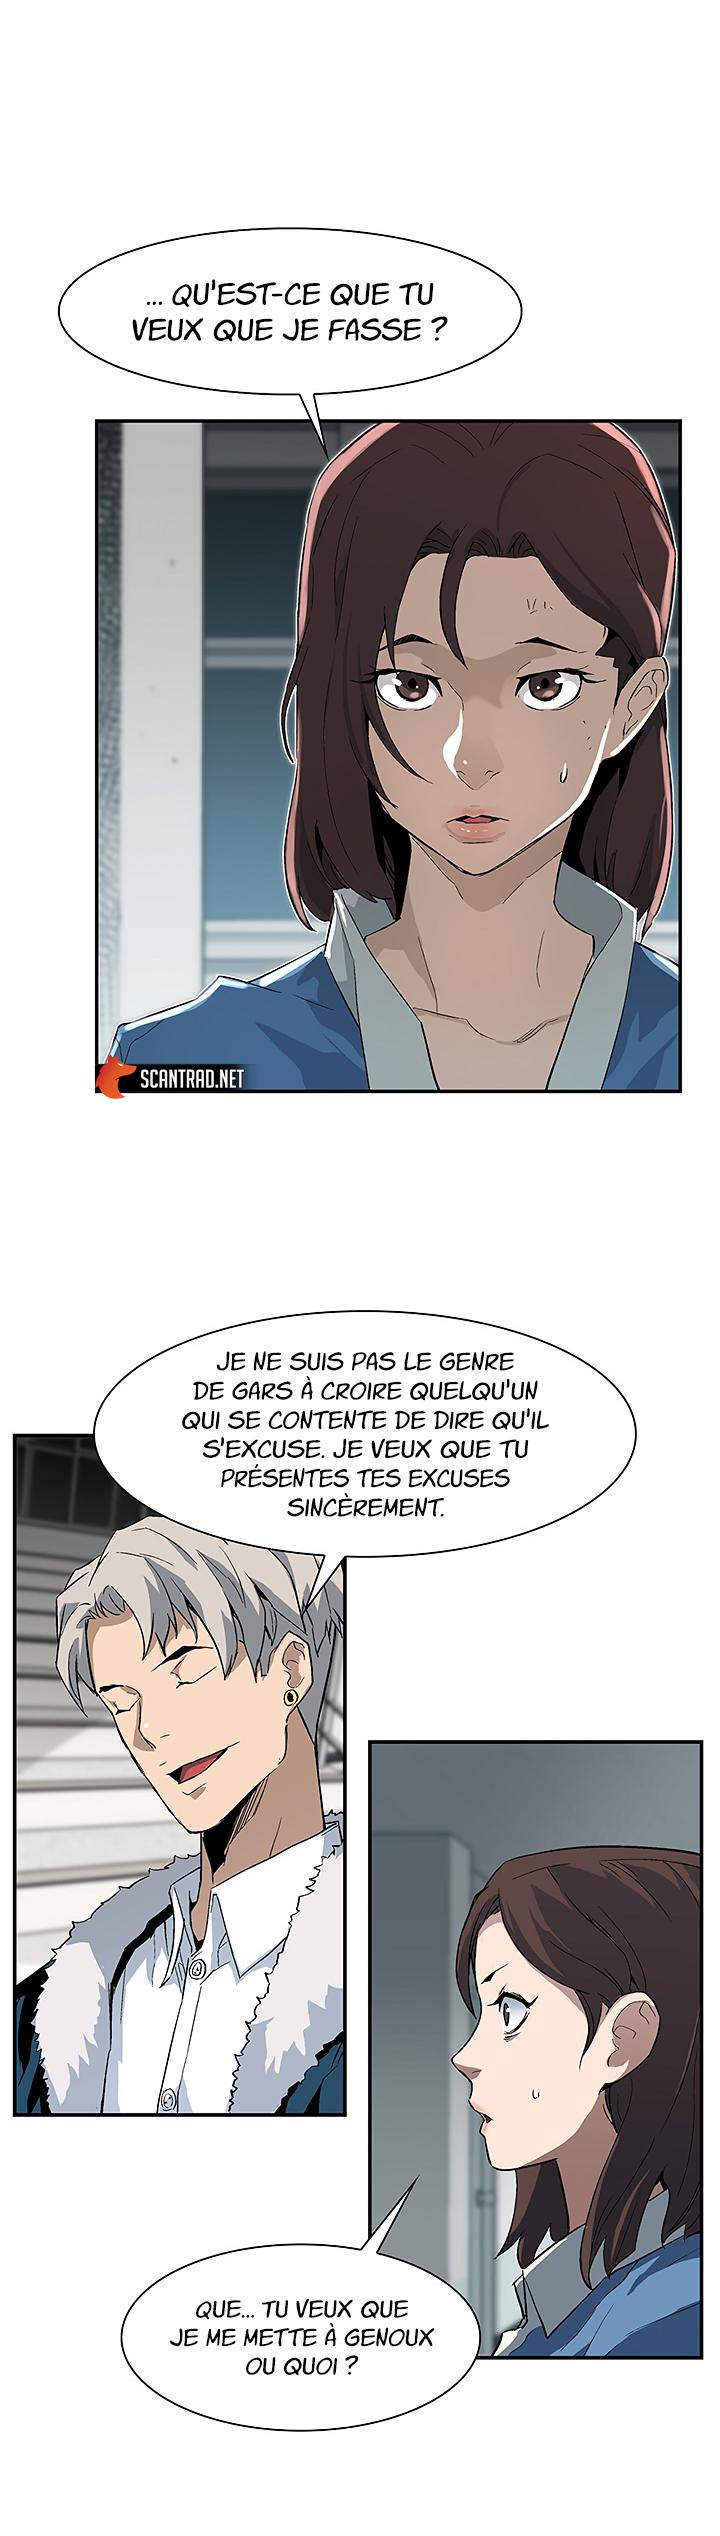 ... QU'EST-CE QUE TU
VEUX QUE JE FASSE ?
SCANTRAD.NET
JE NE SUIS PAS LE GENRE
DE GARS À CROIRE QUELQU'UN
QUI SE CONTENTE DE DIRE QU'IL
S'EXCUSE. JE VEUX QUE TU
PRÉSENTES TES EXCUSES
SINCÈREMENT.
QUE... TU VEUX QUE
JE ME METTE À GENOUX
OU QUOI ?